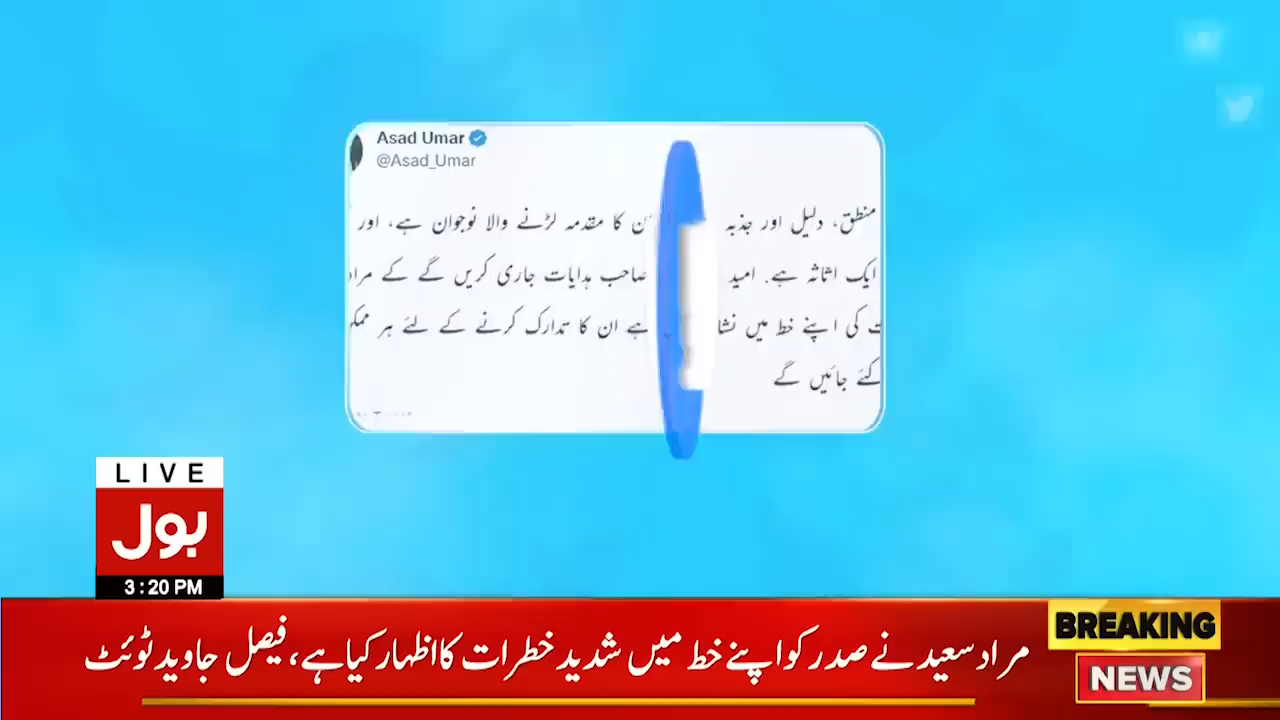 Asad Umar
@Asad_Umar
منطق، دلیل اور جذبہ کا مقدمہ لڑنے والا نوجوان ہے، اور
ایک اثاثہ ہے. امید صاحب ہدایات جاری کریں گے کے
کی اپنے خط میں ہے ان کا تدارک کرنے کے لئے ہر
کئے جائیں گے
LIVE
بول
3:20 PM
BREAKING
NEWS
مراد سعید نے صدر کو اپنے خط میں شدید خطرات کا اظہار کیا ہے، فیصل جاوید ٹوئٹ